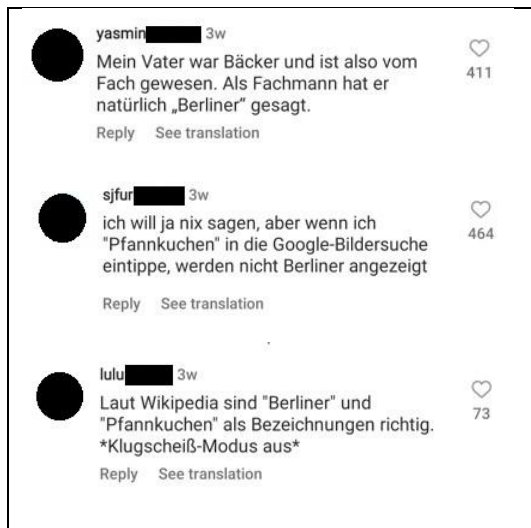 yasmin 3w
Mein Vater war Bäcker und ist also vom
Fach gewesen. Als Fachmann hat er
natürlich „Berliner“ gesagt.
Reply See translation
411
sjfur 3w
ich will ja nix sagen, aber wenn ich
"Pfannkuchen" in die Google-Bildersuche
eintippe, werden nicht Berliner angezeigt
Reply See translation
464
lulu 3w
Laut Wikipedia sind "Berliner" und
"Pfannkuchen" als Bezeichnungen richtig.
*Klugscheiß-Modus aus*
Reply See translation
73